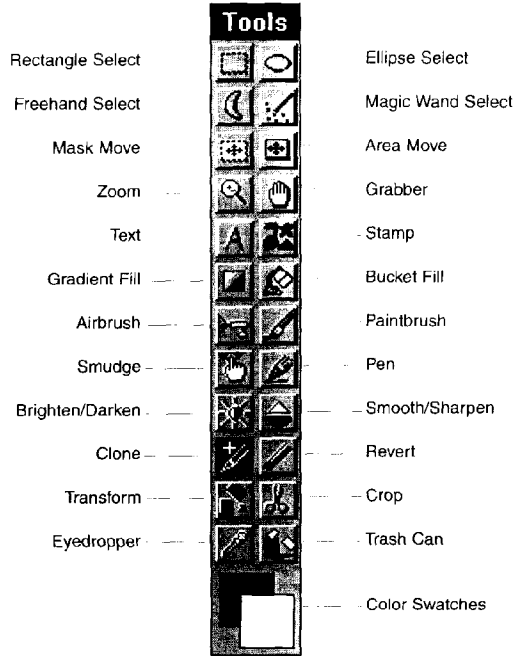 Tools
Rectangle Select
Ellipse Select
Freehand Select
Magic Wand Select
Mask Move
Area Move
Zoom
Grabber
Text
Stamp
Gradient Fill
Bucket Fill
Airbrush
Paintbrush
Smudge
Pen
Brighten/Darken
Smooth/Sharpen
Clone
Revert
Transform
Crop
Eyedropper
Trash Can
Color Swatches